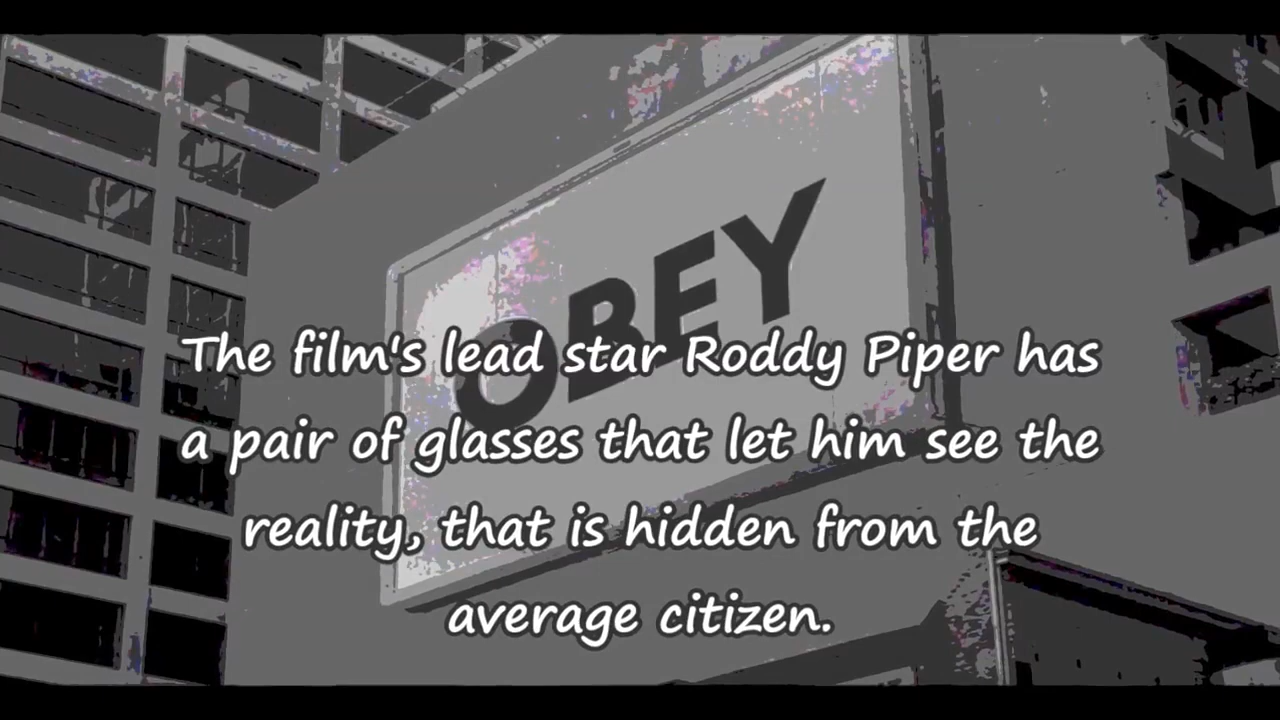 OBEY
The film's lead star Roddy Piper has
a pair of glasses that let him see the
reality, that is hidden from the
average citizen.